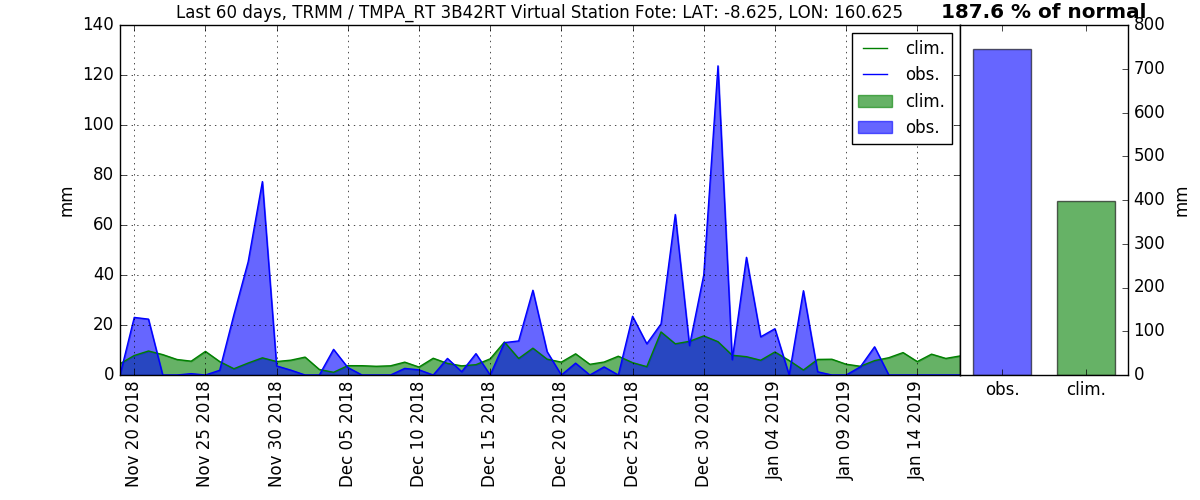 Last 60 days, TRMM / TMPA_RT 3B42RT Virtual Station Fote: LAT: -8.625, LON: 160.625
187.6 % of normal
140
120
100
80
60
40
20
0
mm
clim.
obs.
clim.
obs.
800
700
600
500
400
300
200
100
0
mm
obs.
clim.
Nov 20 2018
Nov 25 2018
Nov 30 2018
Dec 05 2018
Dec 10 2018
Dec 15 2018
Dec 20 2018
Dec 25 2018
Dec 30 2018
Jan 04 2019
Jan 09 2019
Jan 14 2019